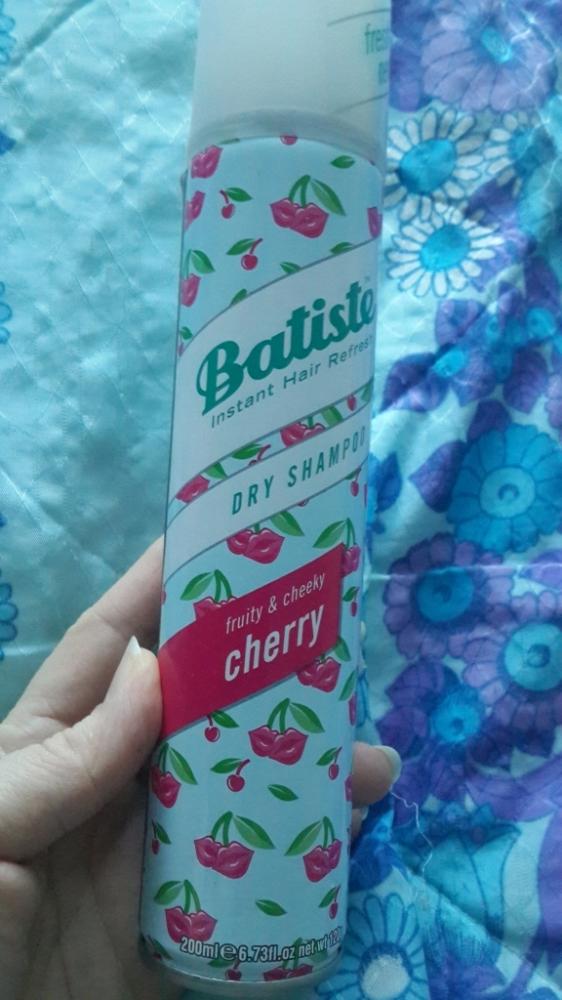 Batiste
Instant Hair Refresh
DRY SHAMPOO
fruity & cheeky
cherry
200ml e 6.73fl.oz net wt